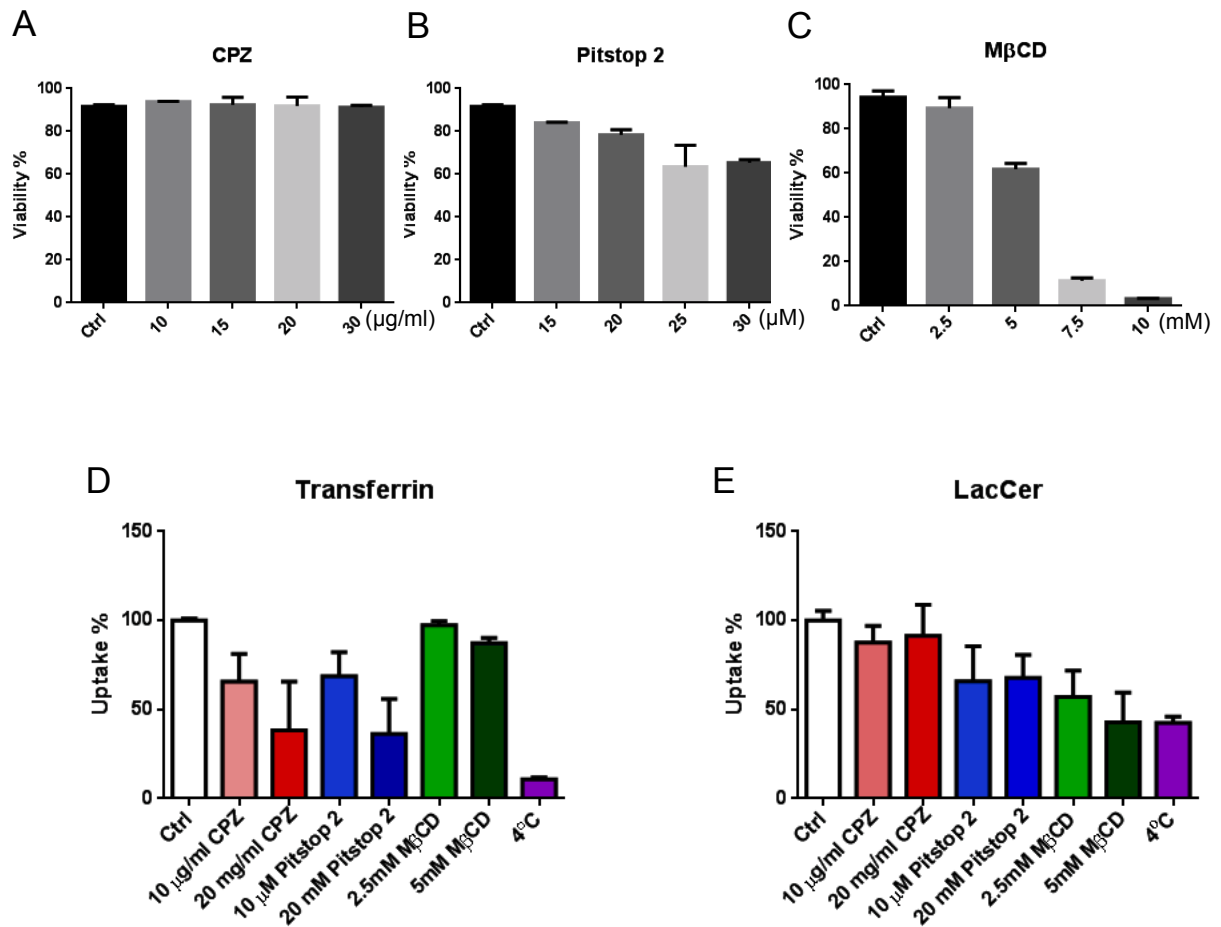 A
CPZ
Viability %
100
80
60
40
20
0
Ctrl
10
15
20
30 (µg/ml)
B
Pitstop 2
Viability %
100
80
60
40
20
0
Ctrl
15
20
25
30 (µM)
C
MβCD
Viability %
100
80
60
40
20
0
Ctrl
2.5
5
7.5
10 (mM)
D
Transferrin
Uptake %
150
100
50
0
Ctrl
10 µg/ml CPZ
20 mg/ml CPZ
10 µM Pitstop 2
20 mM Pitstop 2
2.5mM MβCD
5mM MβCD
4°C
E
LacCer
Uptake %
150
100
50
0
Ctrl
10 µg/ml CPZ
20 mg/ml CPZ
10 µM Pitstop 2
20 mM Pitstop 2
2.5mM MβCD
5mM MβCD
4°C